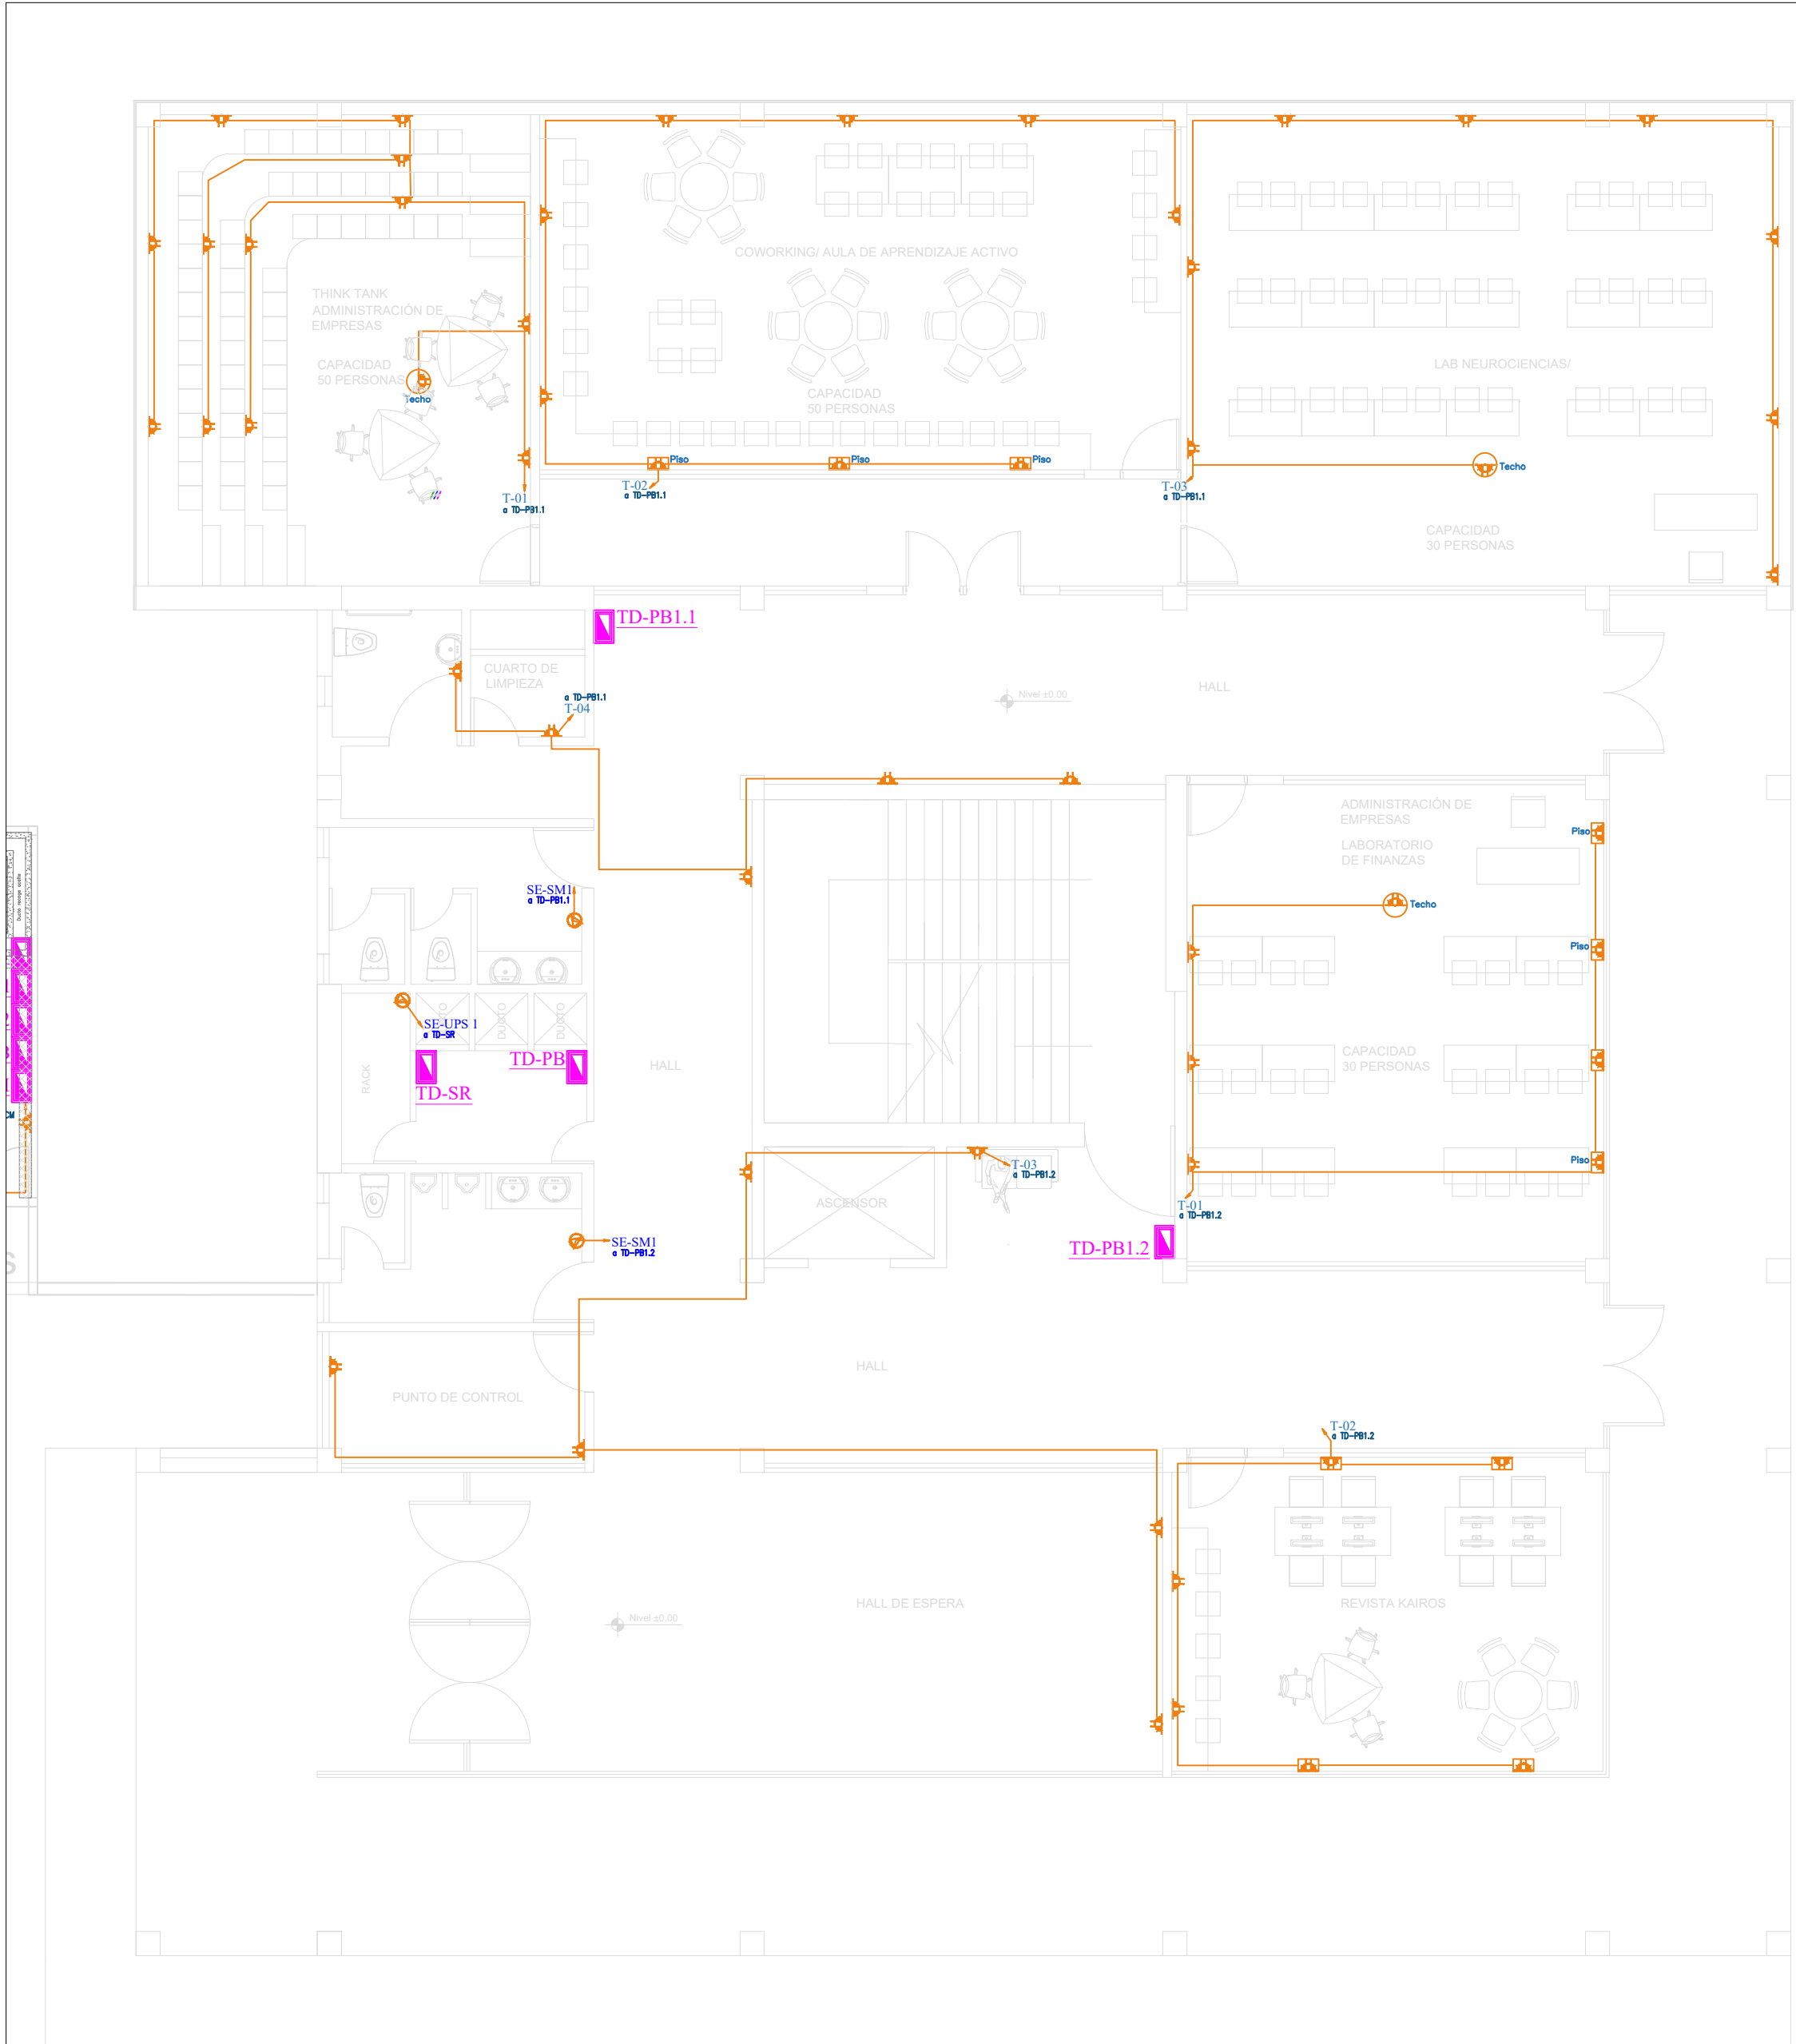 COWORKING/ AULA DE APRENDIZAJE ACTIVO
THINK TANK
ADMINISTRACIÓN DE
EMPRESAS
CAPACIDAD
50 PERSONAS
Techo
LAB NEUROCIENCIAS/
CAPACIDAD
50 PERSONAS
Piso
Piso
Piso
Techo
T-01
a TD-PB1.1
T-02
a TD-PB1.1
T-03
a TD-PB1.1
CAPACIDAD
30 PERSONAS
TD-PB1.1
CUARTO DE
LIMPIEZA
a TD-PB1.1
T-04
Nivel ±0.00
HALL
ADMINISTRACIÓN DE
EMPRESAS
LABORATORIO
DE FINANZAS
Piso
Techo
Piso
Ducto recoge aceite
SE-SM1
a TD-PB1.1
DUCTO
DUCTO
SE-UPS 1
a TD-SR
TD-PB
TD-SR
RACK
HALL
CAPACIDAD
30 PERSONAS
Piso
T-03
a TD-PB1.2
ASCENSOR
T-01
a TD-PB1.2
SE-SM1
a TD-PB1.2
TD-PB1.2
HALL
PUNTO DE CONTROL
T-02
a TD-PB1.2
HALL DE ESPERA
REVISTA KAIROS
Nivel ±0.00